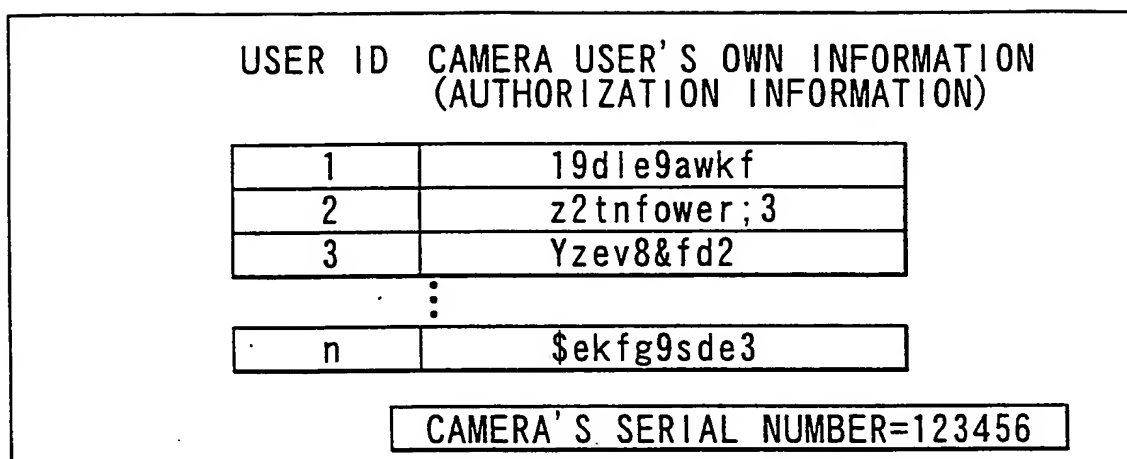 USER ID CAMERA USER'S OWN INFORMATION
(AUTHORIZATION INFORMATION)
1 19dle9awkf
2 z2tnfower;3
3 Yzev8&fd2
n $ekfg9sde3
CAMERA'S SERIAL NUMBER=123456